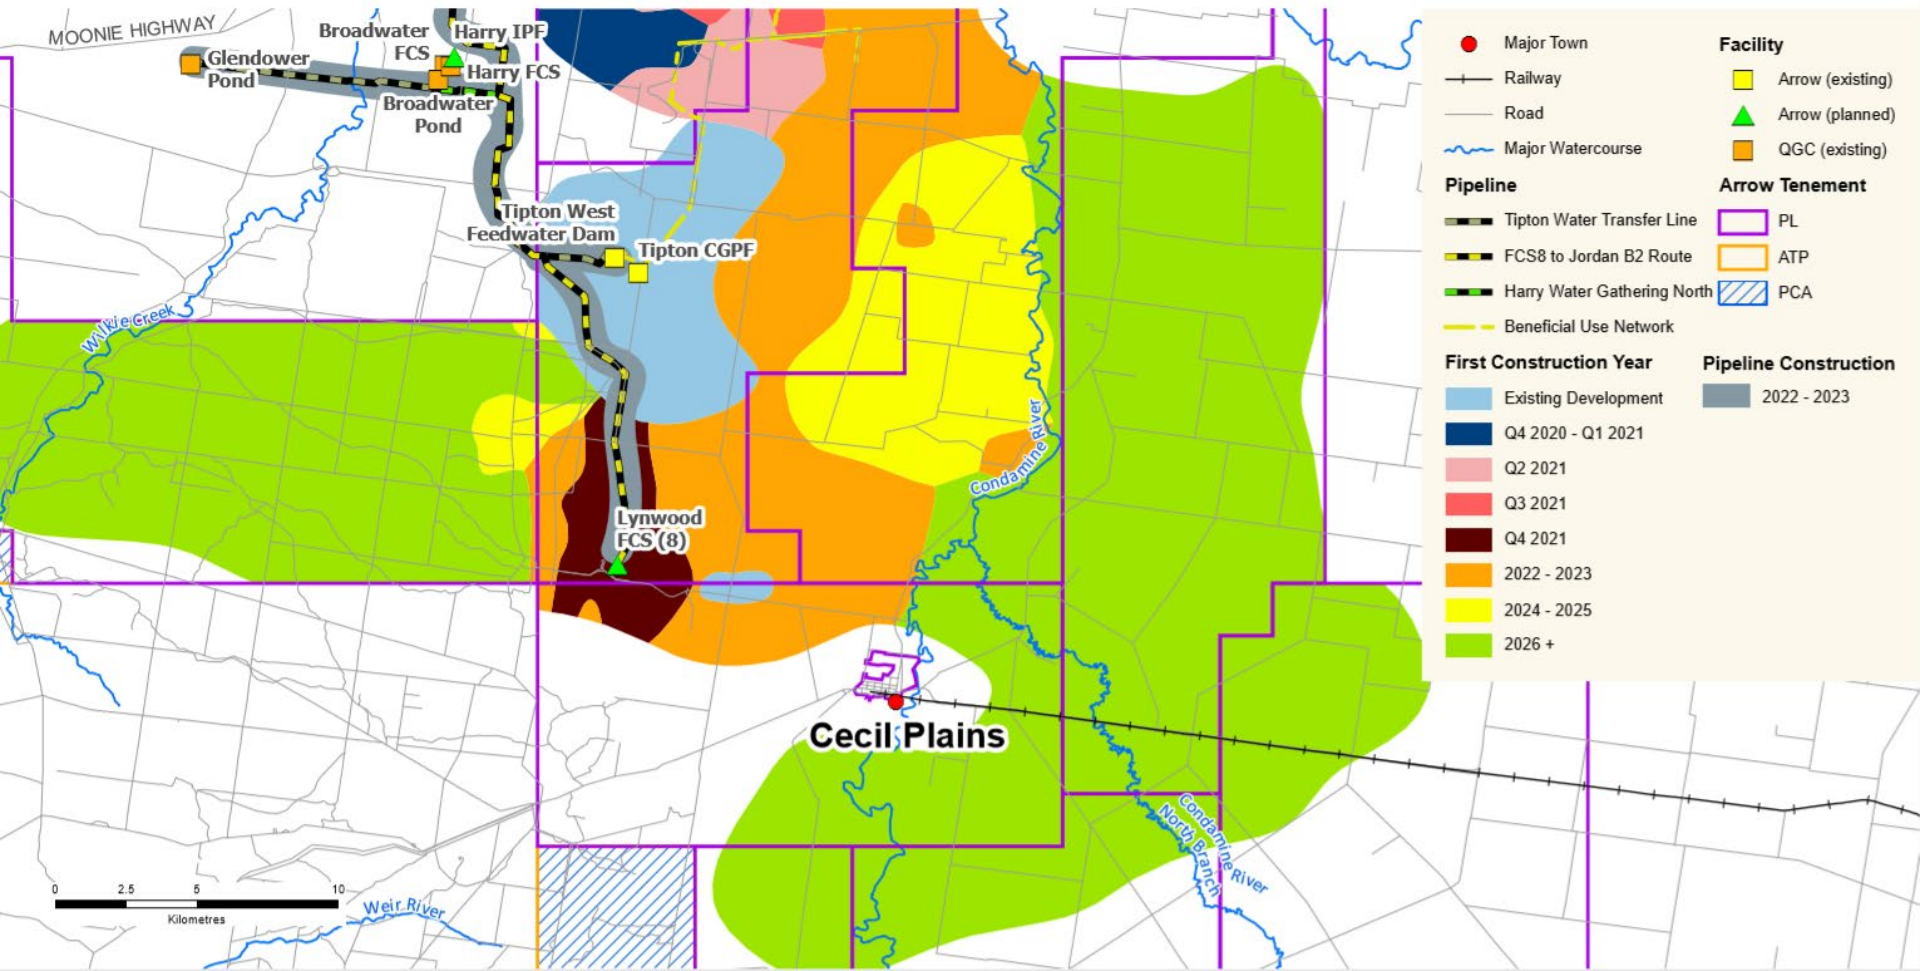 MOONIE HIGHWAY
Broadwater
FCS
Harry IPF
Glendower
Pond
Harry FCS
Broadwater
Pond
Tipton West
Feedwater Dam
Tipton CGPF
Wilkie Creek
Condamine River
Lynwood
FCS (8)
Cecil Plains
Condamine River
North Branch
Weir River
0 2.5 5 10
Kilometres
Major Town
Railway
Road
Major Watercourse
Pipeline
Tipton Water Transfer Line
FCS8 to Jordan B2 Route
Harry Water Gathering North
Beneficial Use Network
First Construction Year
Existing Development
Q4 2020 - Q1 2021
Q2 2021
Q3 2021
Q4 2021
2022 - 2023
2024 - 2025
2026 +
Facility
Arrow (existing)
Arrow (planned)
QGC (existing)
Arrow Tenement
PL
ATP
PCA
Pipeline Construction
2022 - 2023